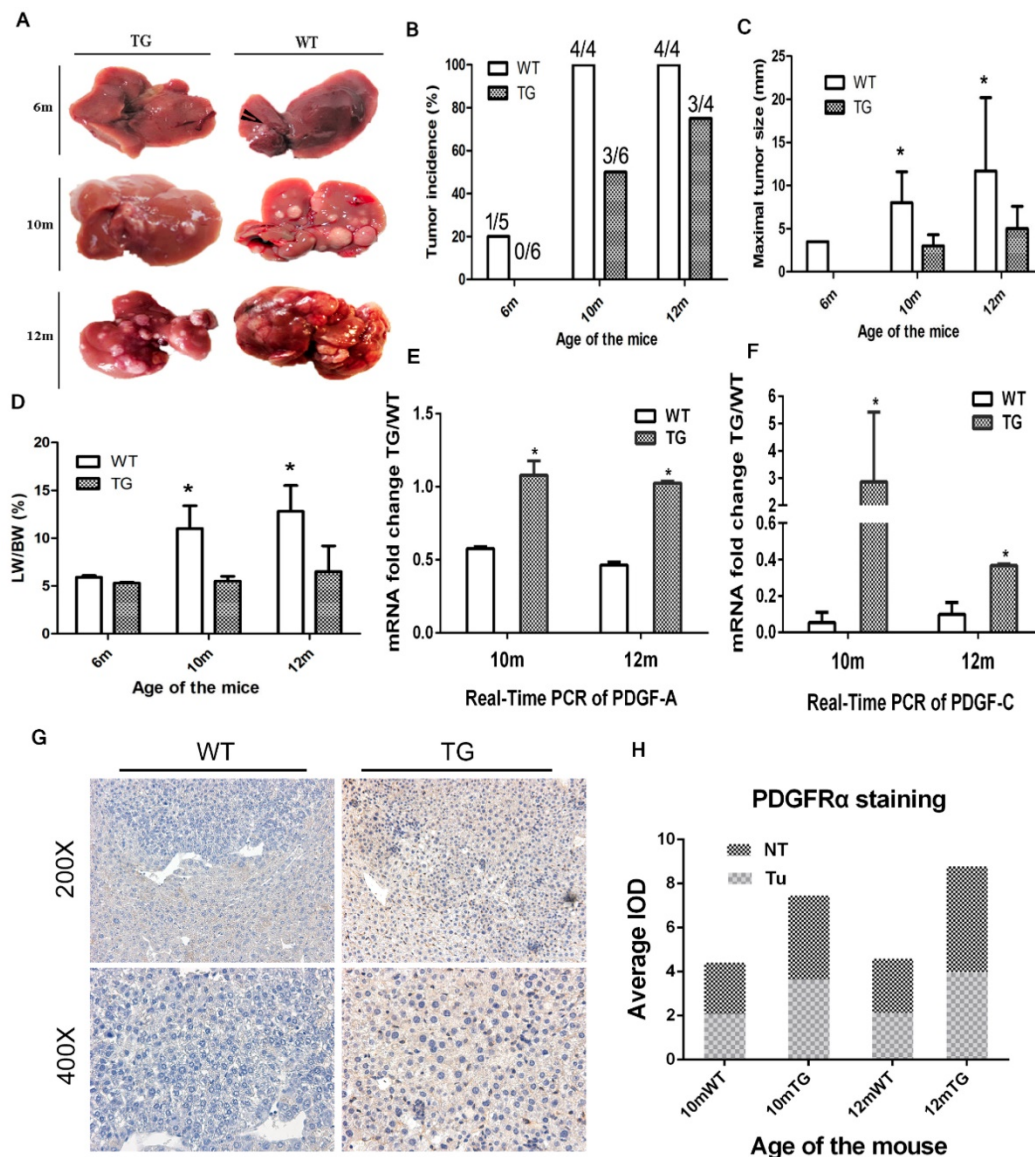 A
TG
WT
6m
10m
12m
B
4/4
4/4
WT
TG
3/4
3/6
1/5
0/6
Tumor incidence (%)
100
80
60
40
20
0
6m
10m
12m
Age of the mice
C
Maximal tumor size (mm)
25
20
15
10
5
0
WT
TG
*
*
6m
10m
12m
Age of the mice
D
LW/BW (%)
20
15
10
5
0
WT
TG
*
*
6m
10m
12m
Age of the mice
E
mRNA fold change TG/WT
1.5
1.0
0.5
0.0
WT
TG
*
*
10m
12m
Real-Time PCR of PDGF-A
F
mRNA fold change TG/WT
6
5
4
3
2
0.6
0.4
0.2
0.0
WT
TG
*
*
10m
12m
Real-Time PCR of PDGF-C
G
WT
TG
200X
400X
H
PDGFRα staining
NT
Tu
Average IOD
10
8
6
4
2
0
10mWT
10mTG
12mWT
12mTG
Age of the mouse